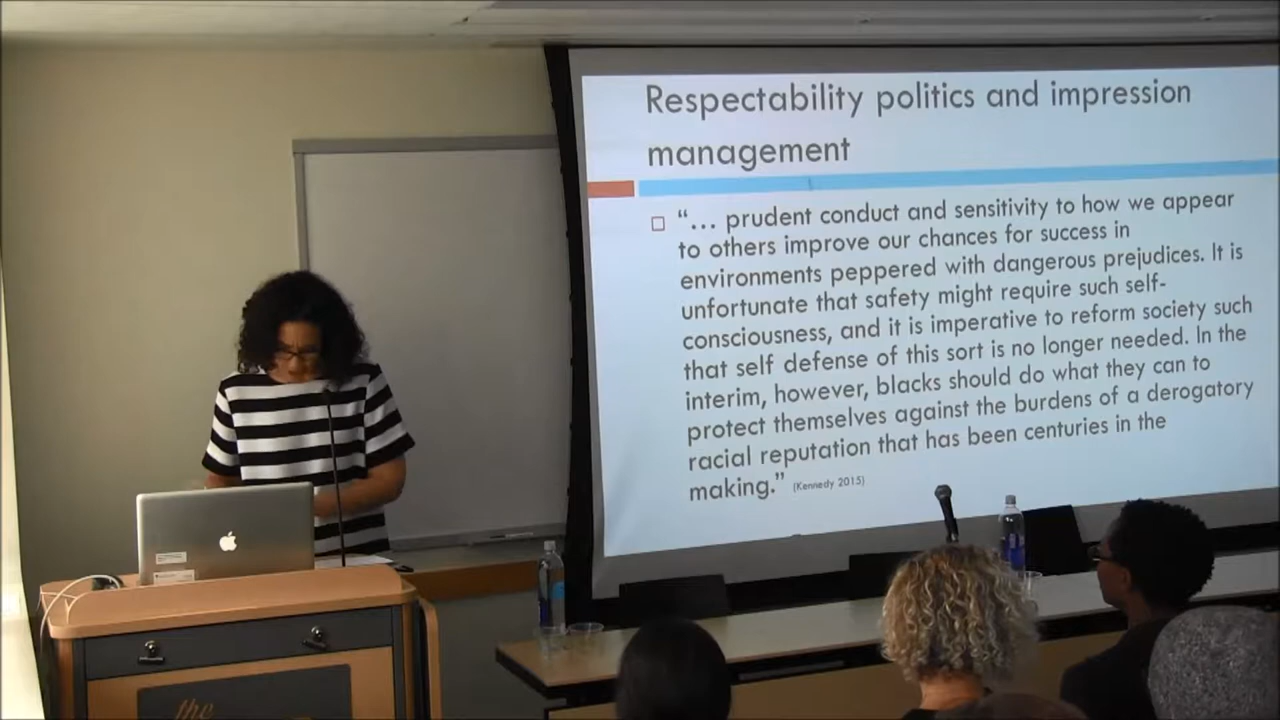 Respectability politics and impression
management
“... prudent conduct and sensitivity to how we appear
to others improve our chances for success in
environments peppered with dangerous prejudices. It is
unfortunate that safety might require such self-
consciousness, and it is imperative to reform society such
that self defense of this sort is no longer needed. In the
interim, however, blacks should do what they can to
protect themselves against the burdens of a derogatory
racial reputation that has been centuries in the
making.” (Kennedy 2015)
the